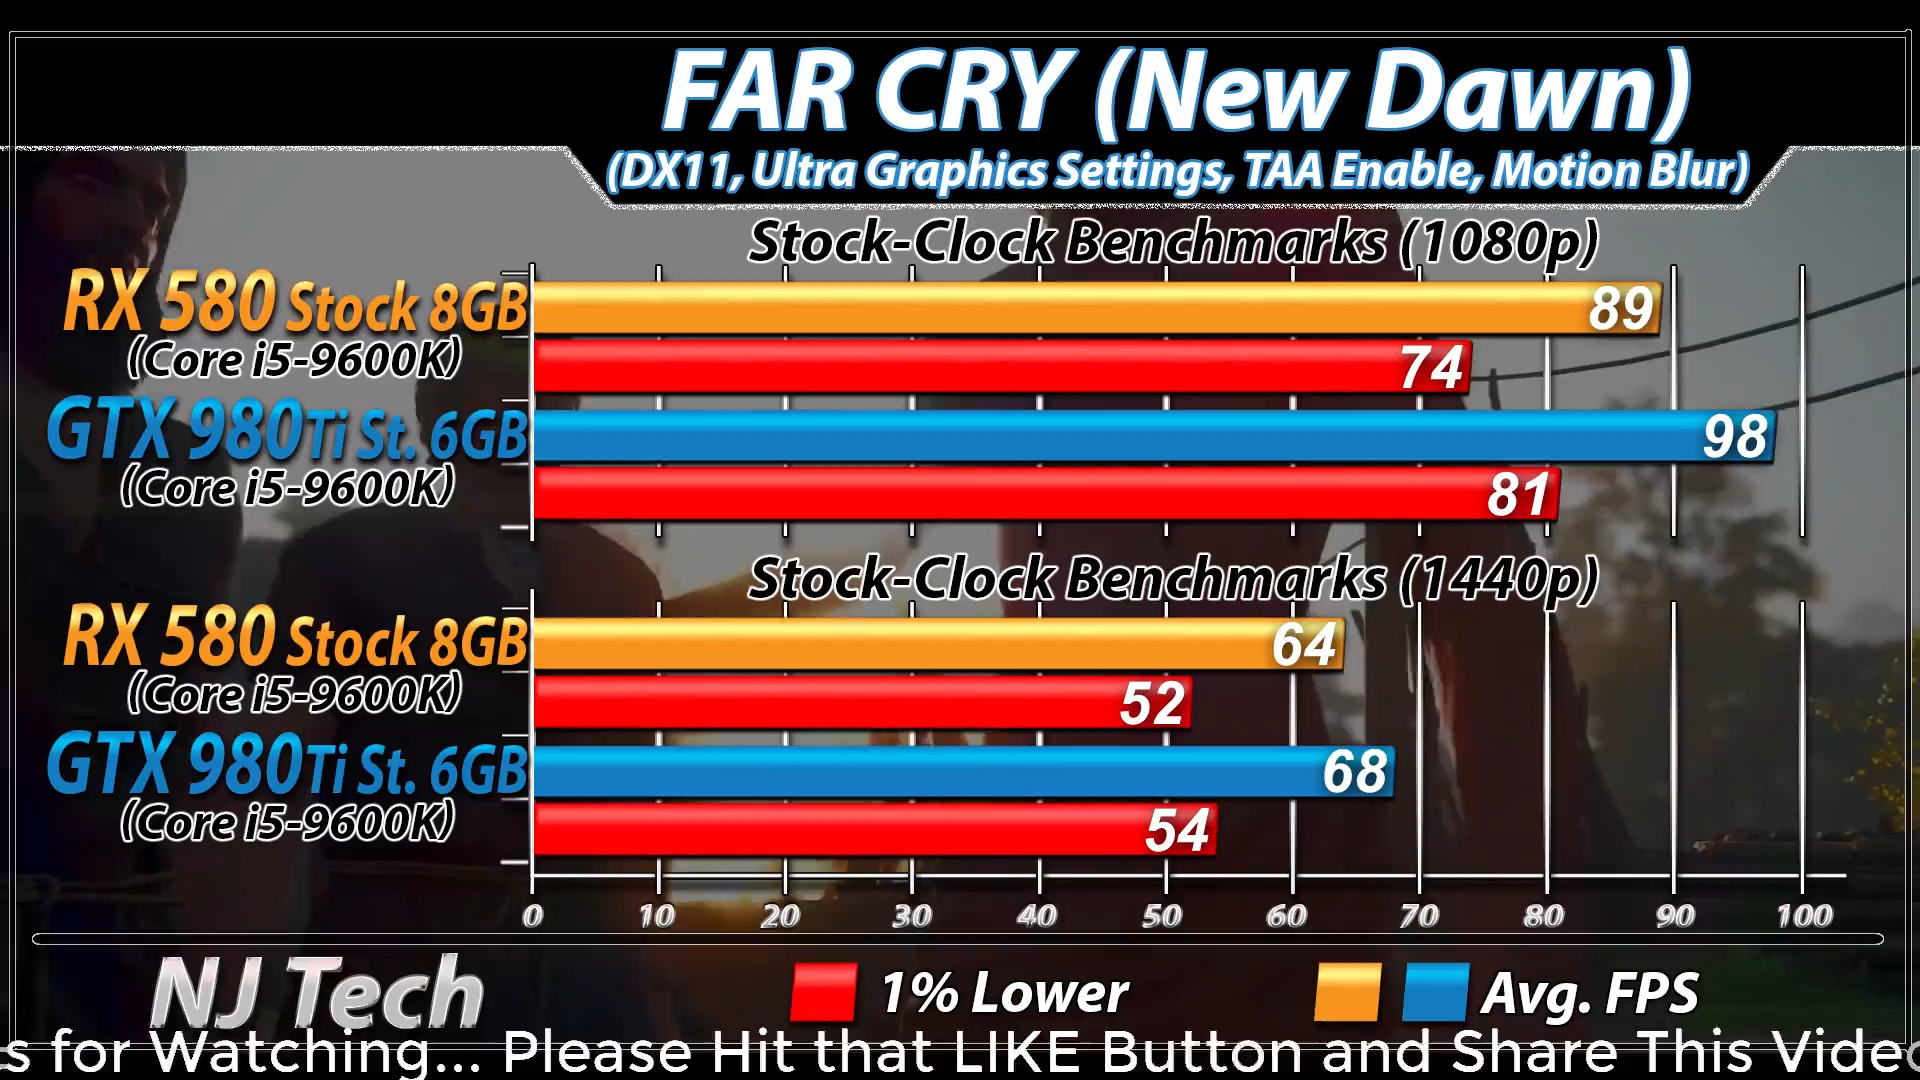 FAR CRY (New Dawn)
(DX11, Ultra Graphics Settings, TAA Enable, Motion Blur)
Stock-Clock Benchmarks (1080p)
RX 580 Stock 8GB 89
(Core i5-9600K) 74
GTX 980Ti St. 6GB 98
(Core i5-9600K) 81
Stock-Clock Benchmarks (1440p)
RX 580 Stock 8GB 64
(Core i5-9600K) 52
GTX 980Ti St. 6GB 68
(Core i5-9600K) 54
0 10 20 30 40 50 60 70 80 90 100
NJ Tech 1% Lower Avg. FPS
s for Watching... Please Hit that LIKE Button and Share This Video